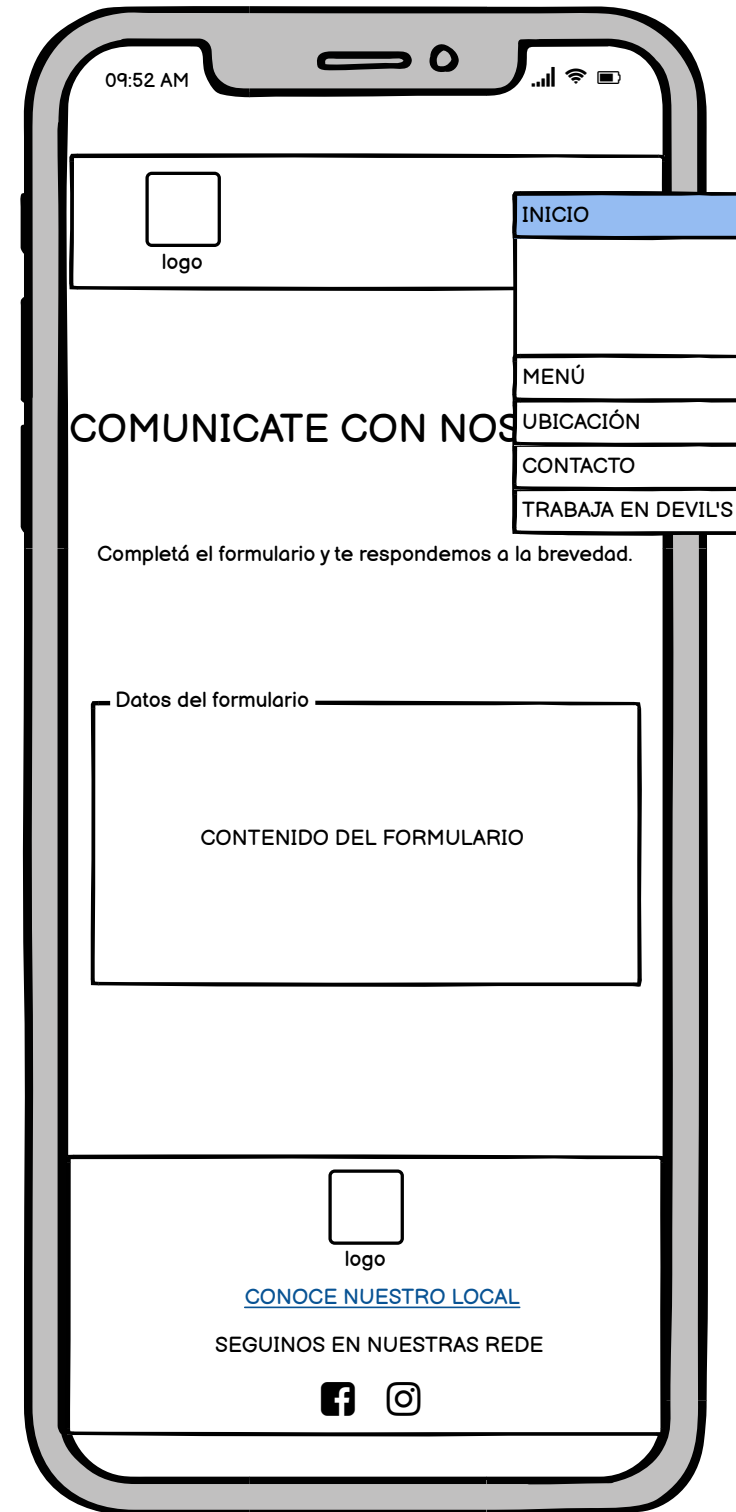 09:52 AM
logo
INICIO
MENÚ
COMUNICATE CON NOS
UBICACIÓN
CONTACTO
TRABAJA EN DEVIL'S
Completá el formulario y te respondemos a la brevedad.
Datos del formulario
CONTENIDO DEL FORMULARIO
logo
CONOCE NUESTRO LOCAL
SEGUINOS EN NUESTRAS REDE